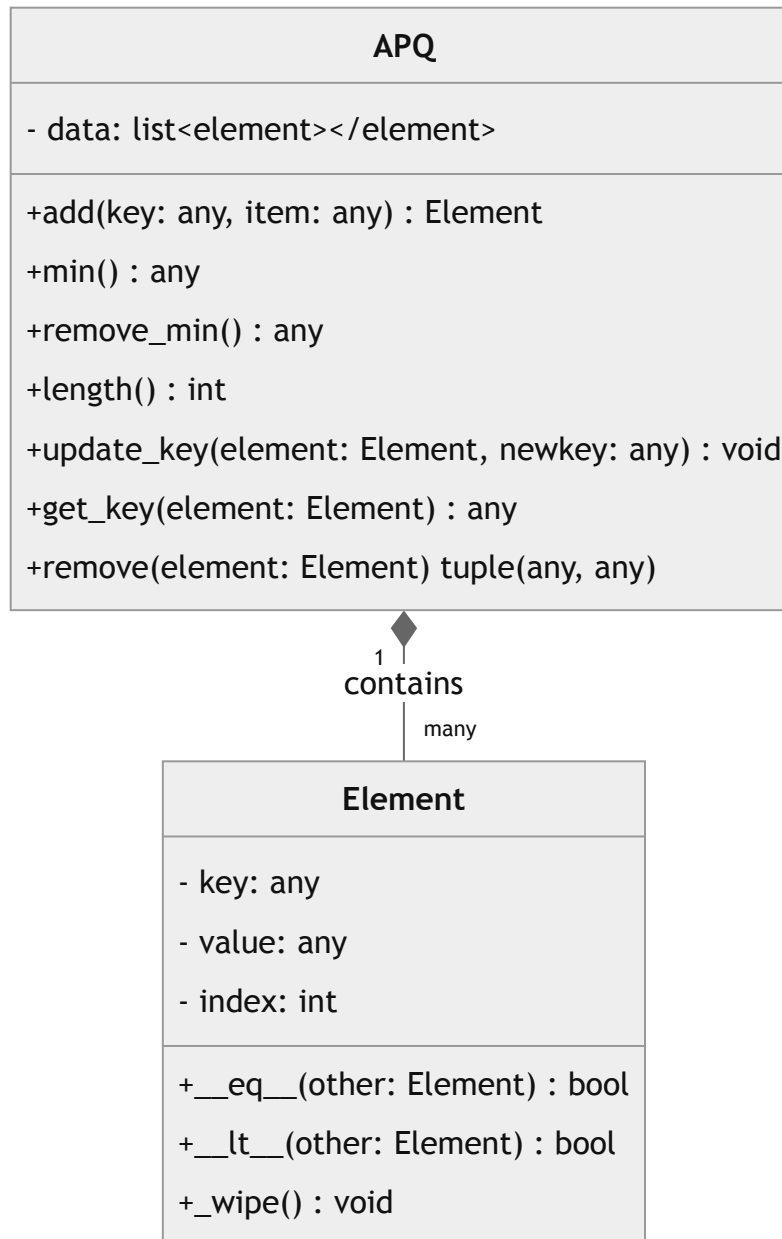 APQ
- data: list<element></element>
+add(key: any, item: any) : Element
+min() : any
+remove_min() : any
+length() : int
+update_key(element: Element, newkey: any) : void
+get_key(element: Element) : any
+remove(element: Element) tuple(any, any)
1
contains
many
Element
- key: any
- value: any
- index: int
+__eq__(other: Element) : bool
+__lt__(other: Element) : bool
+_wipe() : void